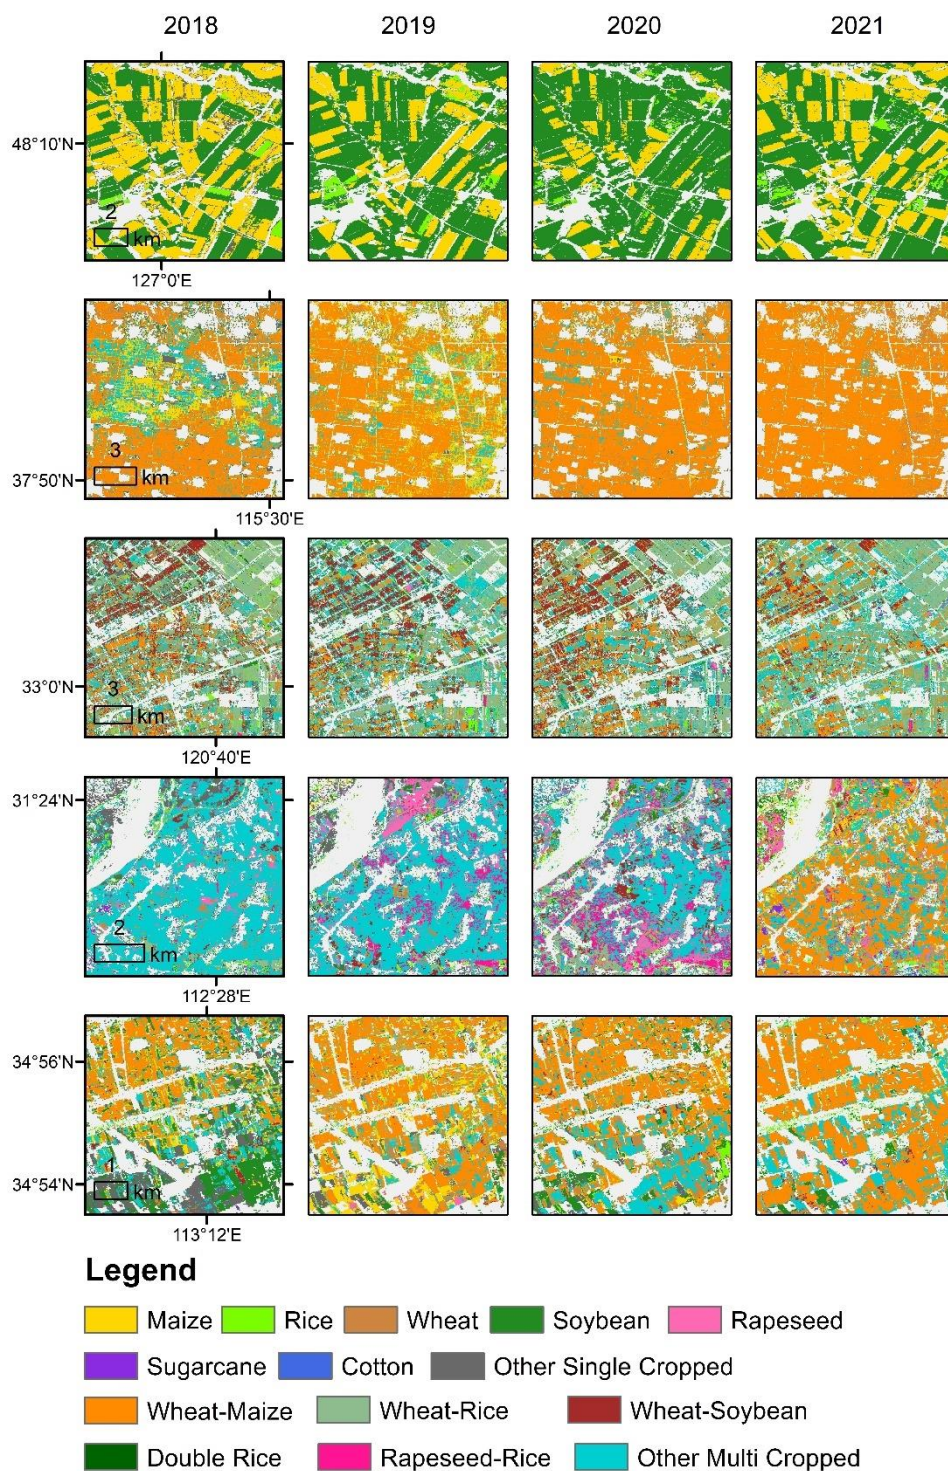 2018 2019 2020 2021
48°10'N
2
km
127°0'E
3
km
37°50'N
115°30'E
33°0'N
3
km
120°40'E
31°24'N
2
km
112°28'E
34°56'N
1
34°54'N
km
113°12'E
Legend
Maize Rice Wheat Soybean Rapeseed
Sugarcane Cotton Other Single Cropped
Wheat-Maize Wheat-Rice Wheat-Soybean
Double Rice Rapeseed-Rice Other Multi Cropped